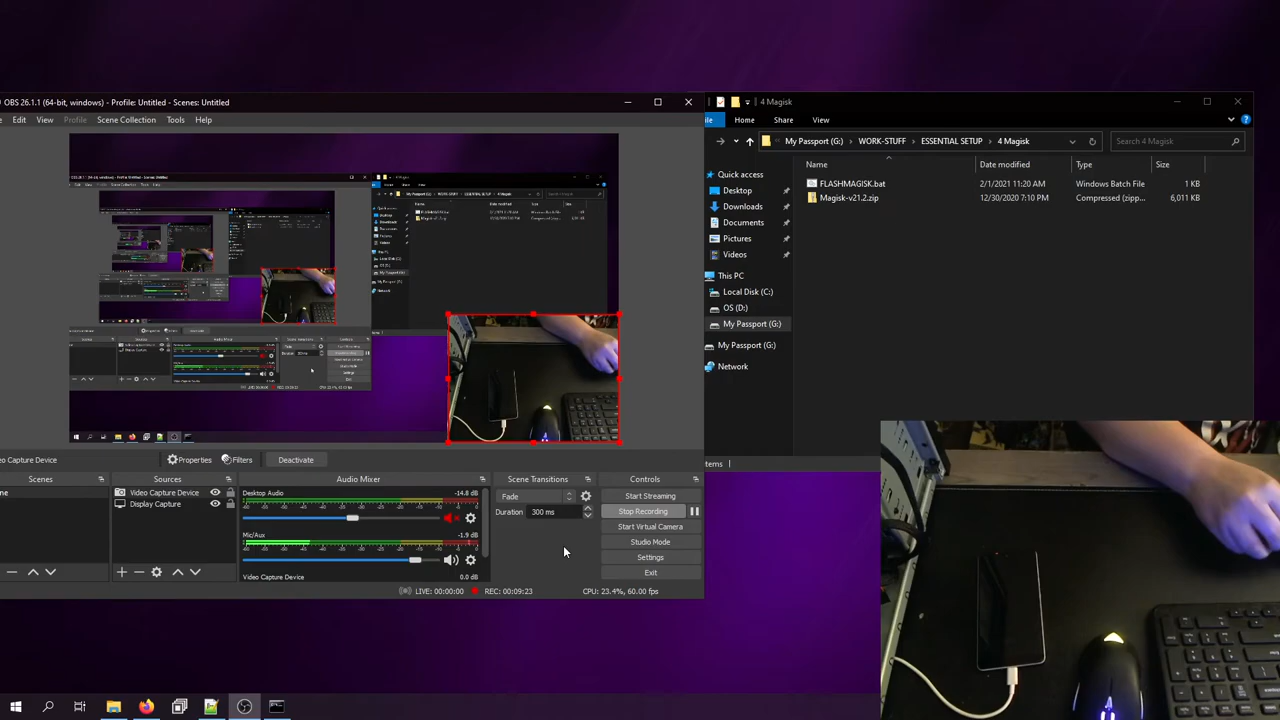 OBS 26.1.1 (64-bit, windows) - Profile: Untitled - Scenes: Untitled
Edit View Profile Scene Collection Tools Help
Properties Filters Deactivate
Scenes Sources Audio Mixer Scene Transitions Controls
Video Capture Device
Display Capture
Desktop Audio -14.8 dB
Mic/Aux -1.9 dB
Video Capture Device 0.0 dB
Fade
Duration 300 ms
Start Streaming
Stop Recording
Start Virtual Camera
Studio Mode
Settings
Exit
LIVE: 00:00:00 REC: 00:09:23 CPU: 23.4%, 60.00 fps
4 Magisk
Home Share View
My Passport (G:) WORK-STUFF ESSENTIAL SETUP 4 Magisk Search 4 Magisk
Name Date modified Type Size
FLASHMAGISK.bat 2/1/2021 11:20 AM Windows Batch File 1 KB
Magisk-v21.2.zip 12/30/2020 7:10 PM Compressed (zipp... 6,011 KB
Quick access
Desktop
Downloads
Documents
Pictures
Videos
This PC
Local Disk (C:)
OS (D:)
My Passport (G:)
My Passport (G:)
Network